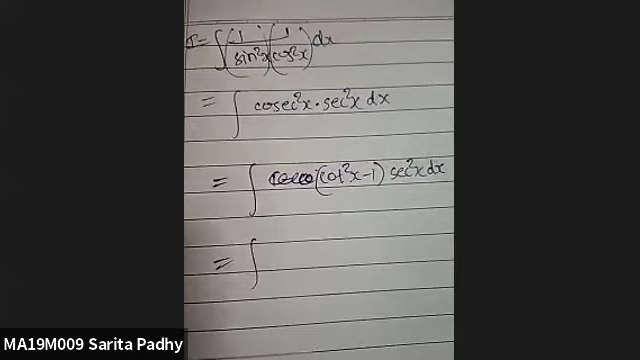 I = ∫(1/sin²x)(1/cos²x)dx
= ∫ cosec²x · sec²x dx
= ∫ (cot²x-1) sec²x dx
= ∫
MA19M009 Sarita Padhy